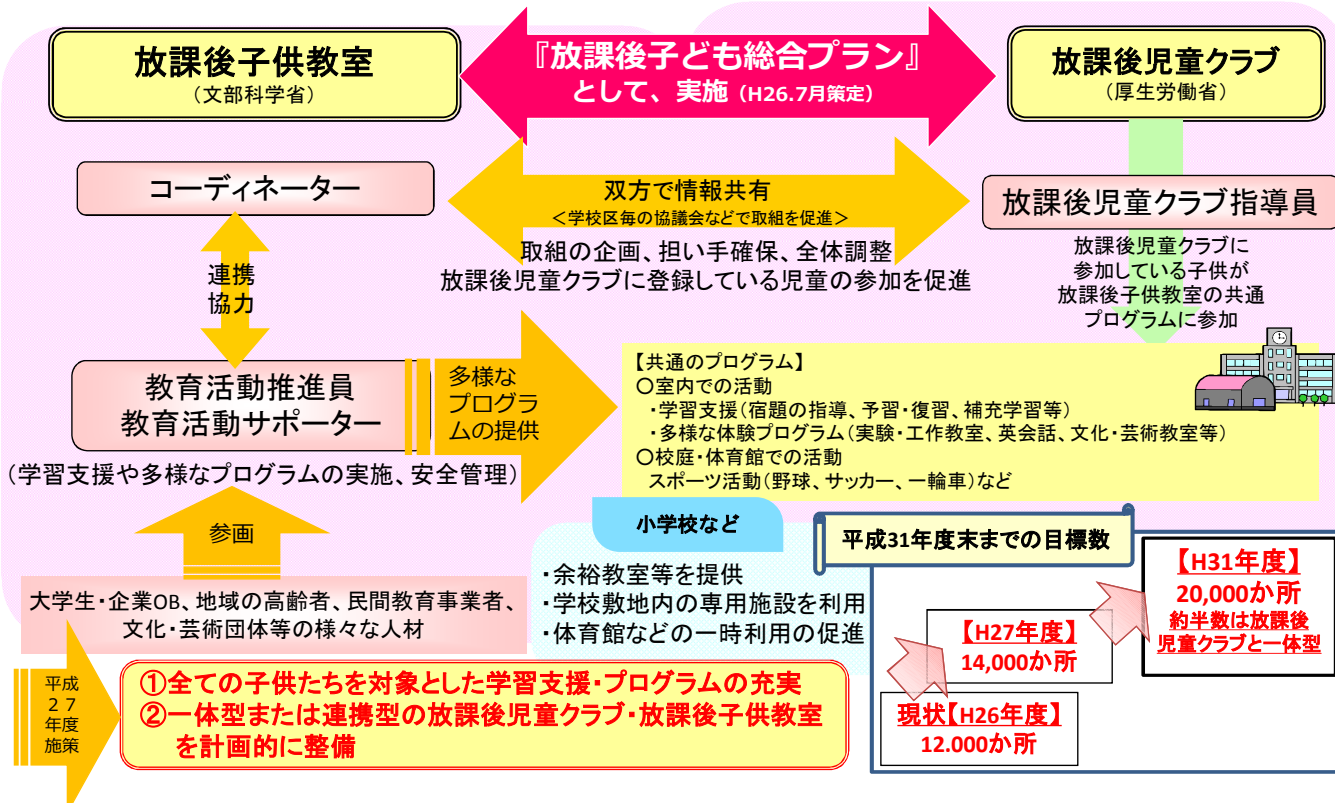 放課後子供教室
（文部科学省）
『放課後子ども総合プラン』
として、実施（H26.7月策定）
放課後児童クラブ
（厚生労働省）
コーディネーター
双方で情報共有
＜学校区毎の協議会などで取組を促進＞
取組の企画、担い手確保、全体調整
放課後児童クラブに登録している児童の参加を促進
放課後児童クラブ指導員
放課後児童クラブに
参加している子供が
放課後子供教室の共通
プログラムに参加
連携
協力
教育活動推進員
教育活動サポーター
（学習支援や多様なプログラムの実施、安全管理）
多様な
プログラ
ムの提供
【共通のプログラム】
○室内での活動
・学習支援（宿題の指導、予習・復習、補充学習等）
・多様な体験プログラム（実験・工作教室、英会話、文化・芸術教室等）
○校庭・体育館での活動
スポーツ活動（野球、サッカー、一輪車）など
参画
大学生・企業OB、地域の高齢者、民間教育事業者、
文化・芸術団体等の様々な人材
小学校など
・余裕教室等を提供
・学校敷地内の専用施設を利用
・体育館などの一時利用の促進
平成31年度末までの目標数
【H31年度】
20,000か所
約半数は放課後
児童クラブと一体型
【H27年度】
14,000か所
現状【H26年度】
12.000か所
平成
２７
年度
施策
①全ての子供たちを対象とした学習支援・プログラムの充実
②一体型または連携型の放課後児童クラブ・放課後子供教室
を計画的に整備